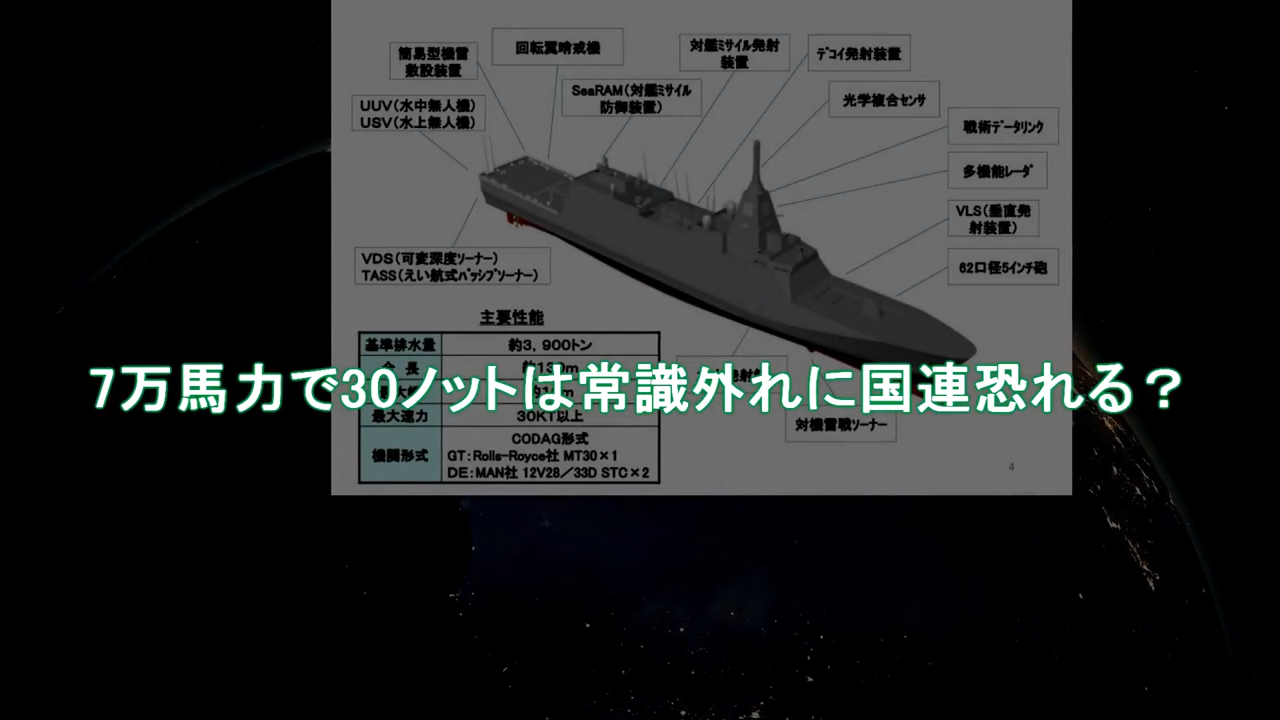 簡易型機雷
敷設装置
回転翼哨戒機
対艦ミサイル発射
装置
デコイ発射装置
UUV(水中無人機)
USV(水上無人機)
SeaRAM(対艦ミサイル
防御装置)
光学複合センサ
戦術データリンク
多機能レーダ
VLS(垂直発
射装置)
62口径5インチ砲
VDS(可変深度ソーナー)
TASS(えい航式パッシブソーナー)
主要性能
基準排水量 約3,900トン
7万馬力で30ノットは常識外れに国連恐れる?
最大速力 30KT以上
対機雷戦ソーナー
機関形式
CODAG形式
GT:Rolls-Royce社 MT30×1
DE:MAN社 12V28/33D STC×2
4